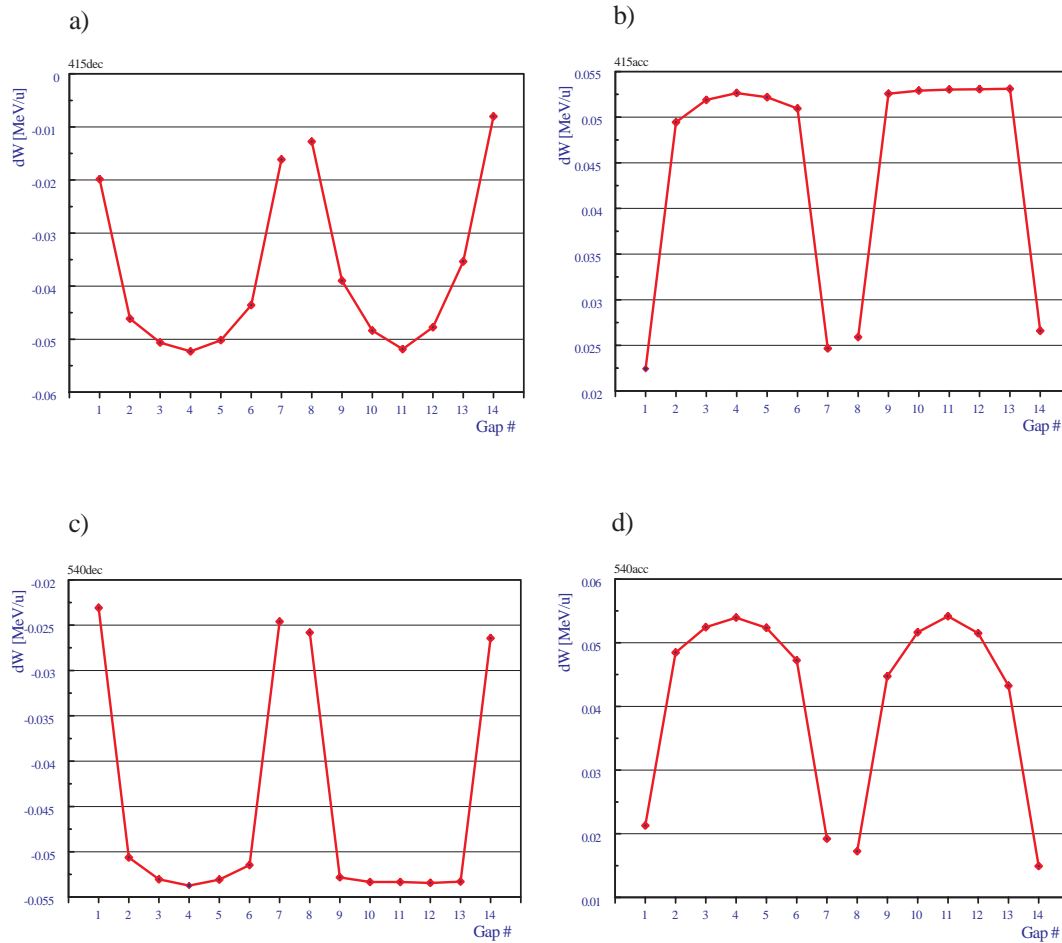 a)
415dec
dW [MeV/u]
0
-0.01
-0.02
-0.03
-0.04
-0.05
-0.06
1 2 3 4 5 6 7 8 9 10 11 12 13 14
Gap #
b)
415acc
dW [MeV/u]
0.055
0.05
0.045
0.04
0.035
0.03
0.025
0.02
1 2 3 4 5 6 7 8 9 10 11 12 13 14
Gap #
c)
540dec
dW [MeV/u]
-0.02
-0.025
-0.03
-0.035
-0.04
-0.045
-0.05
-0.055
1 2 3 4 5 6 7 8 9 10 11 12 13 14
Gap #
d)
540acc
dW [MeV/u]
0.06
0.05
0.04
0.03
0.02
0.01
1 2 3 4 5 6 7 8 9 10 11 12 13 14
Gap #